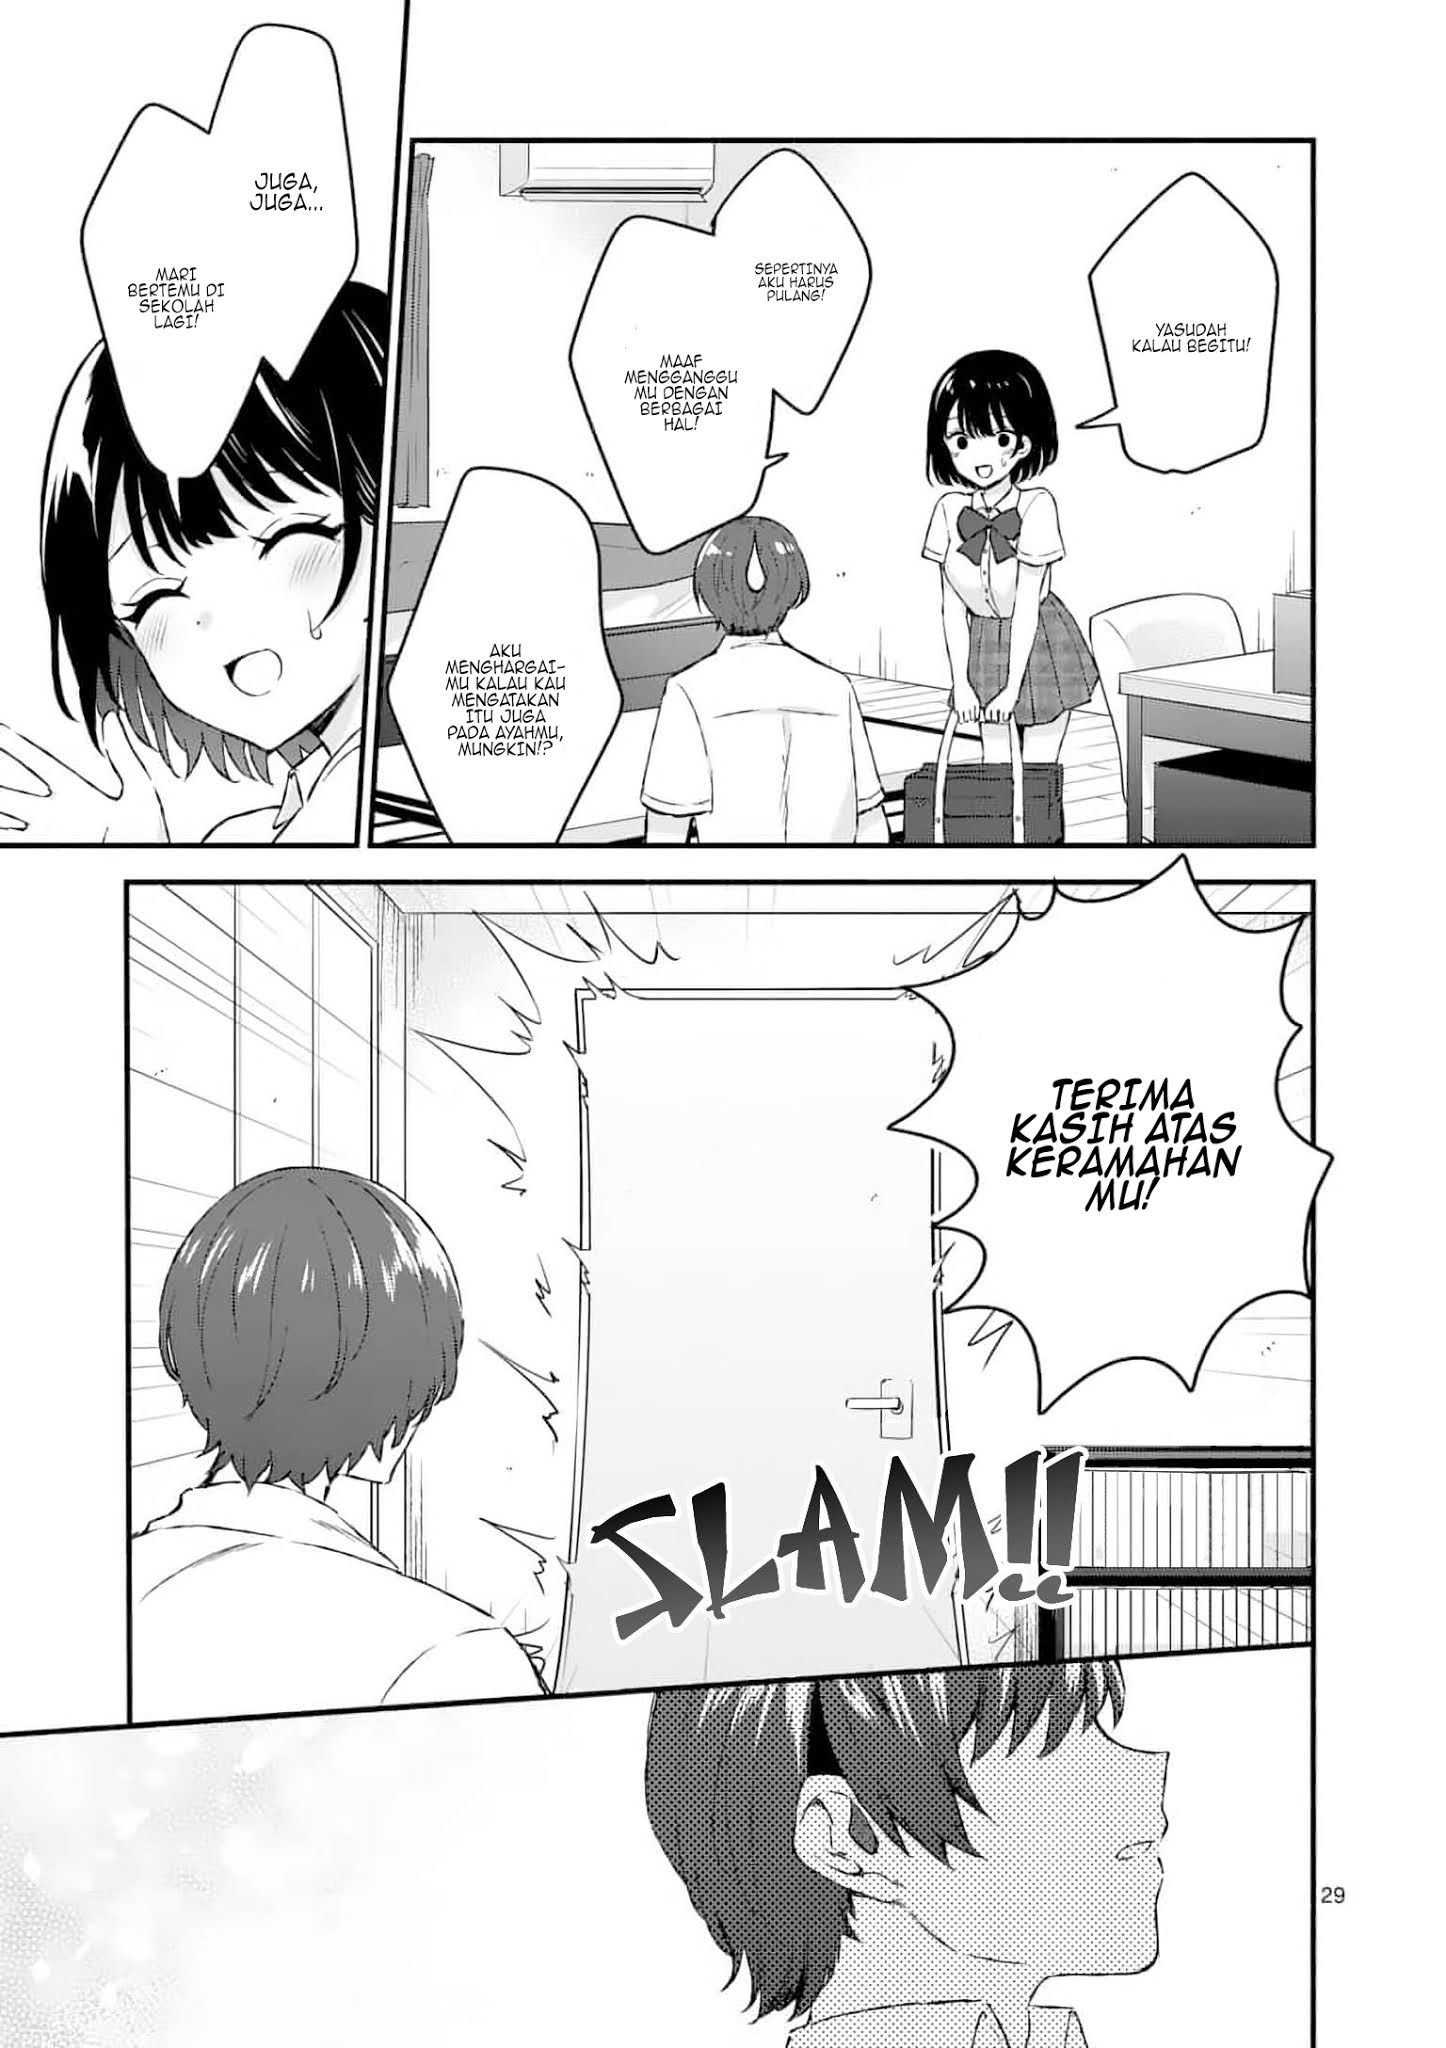 YASUDAH
KALAU BEGITU!
SEPERTINYA
AKU HARUS
PULANG!
MAAF
MENGGANGGU
MU DENGAN
BERBAGAI
HAL!
AKU
MENGHARGAI-
MU KALAU KAU
MENGATAKAN
ITU JUGA
PADA AYAHMU,
MUNGKIN!?
JUGA,
JUGA...
MARI
BERTEMU DI
SEKOLAH
LAGI!
TERIMA
KASIH ATAS
KERAMAHAN
MU!
SLAM!!
29